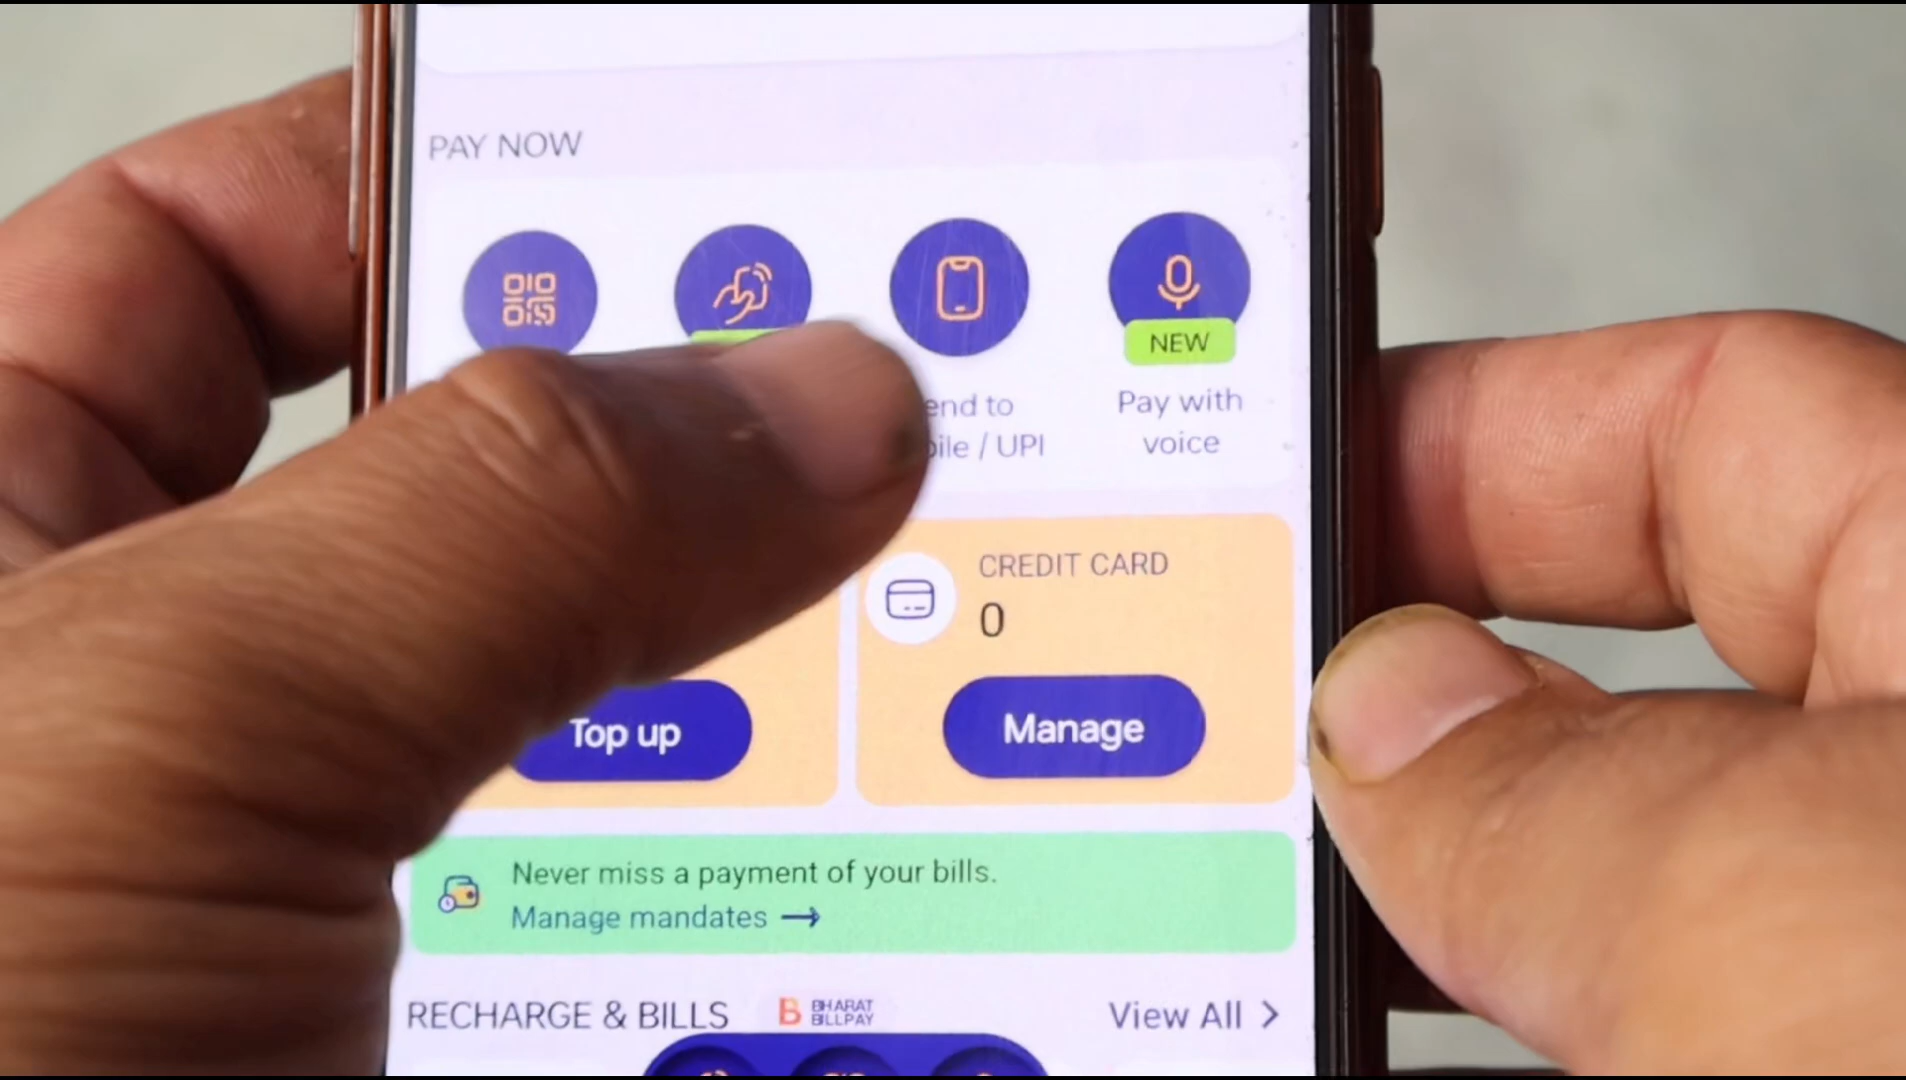 PAY NOW
NEW
end to
Pay with
bile / UPI
voice
CREDIT CARD
0
Top up
Manage
Never miss a payment of your bills.
Manage mandates →
RECHARGE & BILLS
B BHARAT
BILLPAY
View All >